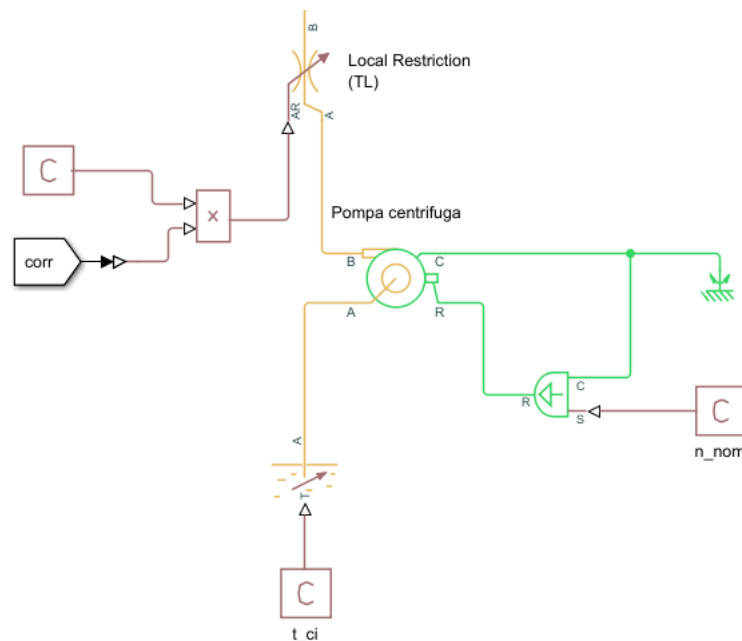 B
Local Restriction
(TL)
AR
A
C
×
Pompa centrifuga
corr
B
C
A
R
C
R
S
C
n_nom
A
T
C
t_ci